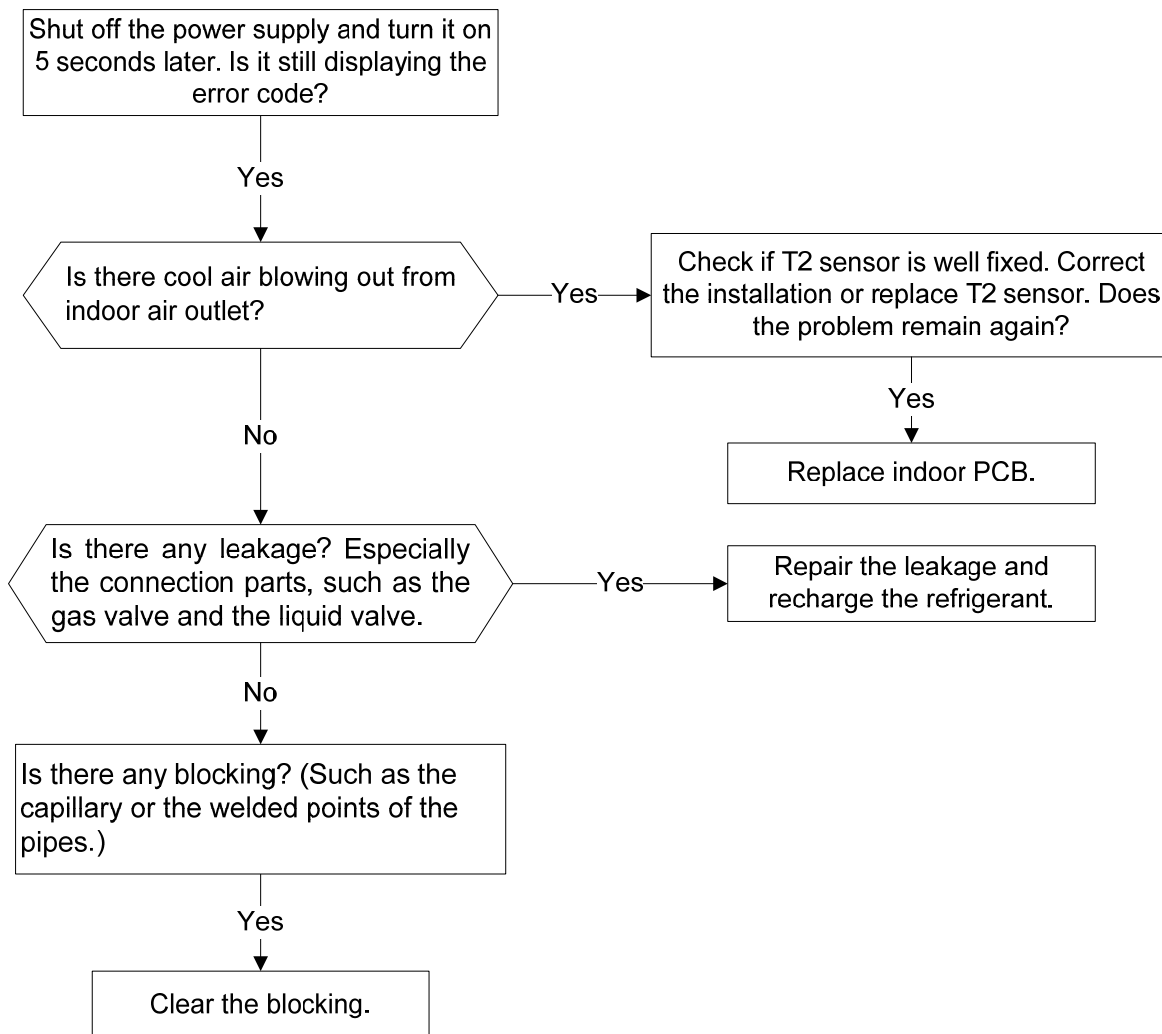 Shut off the power supply and turn it on
5 seconds later. Is it still displaying the
error code?
Yes
Is there cool air blowing out from
indoor air outlet?
Yes
Check if T2 sensor is well fixed. Correct
the installation or replace T2 sensor. Does
the problem remain again?
Yes
Replace indoor PCB.
No
Is there any leakage? Especially
the connection parts, such as the
gas valve and the liquid valve.
Yes
Repair the leakage and
recharge the refrigerant.
No
Is there any blocking? (Such as the
capillary or the welded points of the
pipes.)
Yes
Clear the blocking.